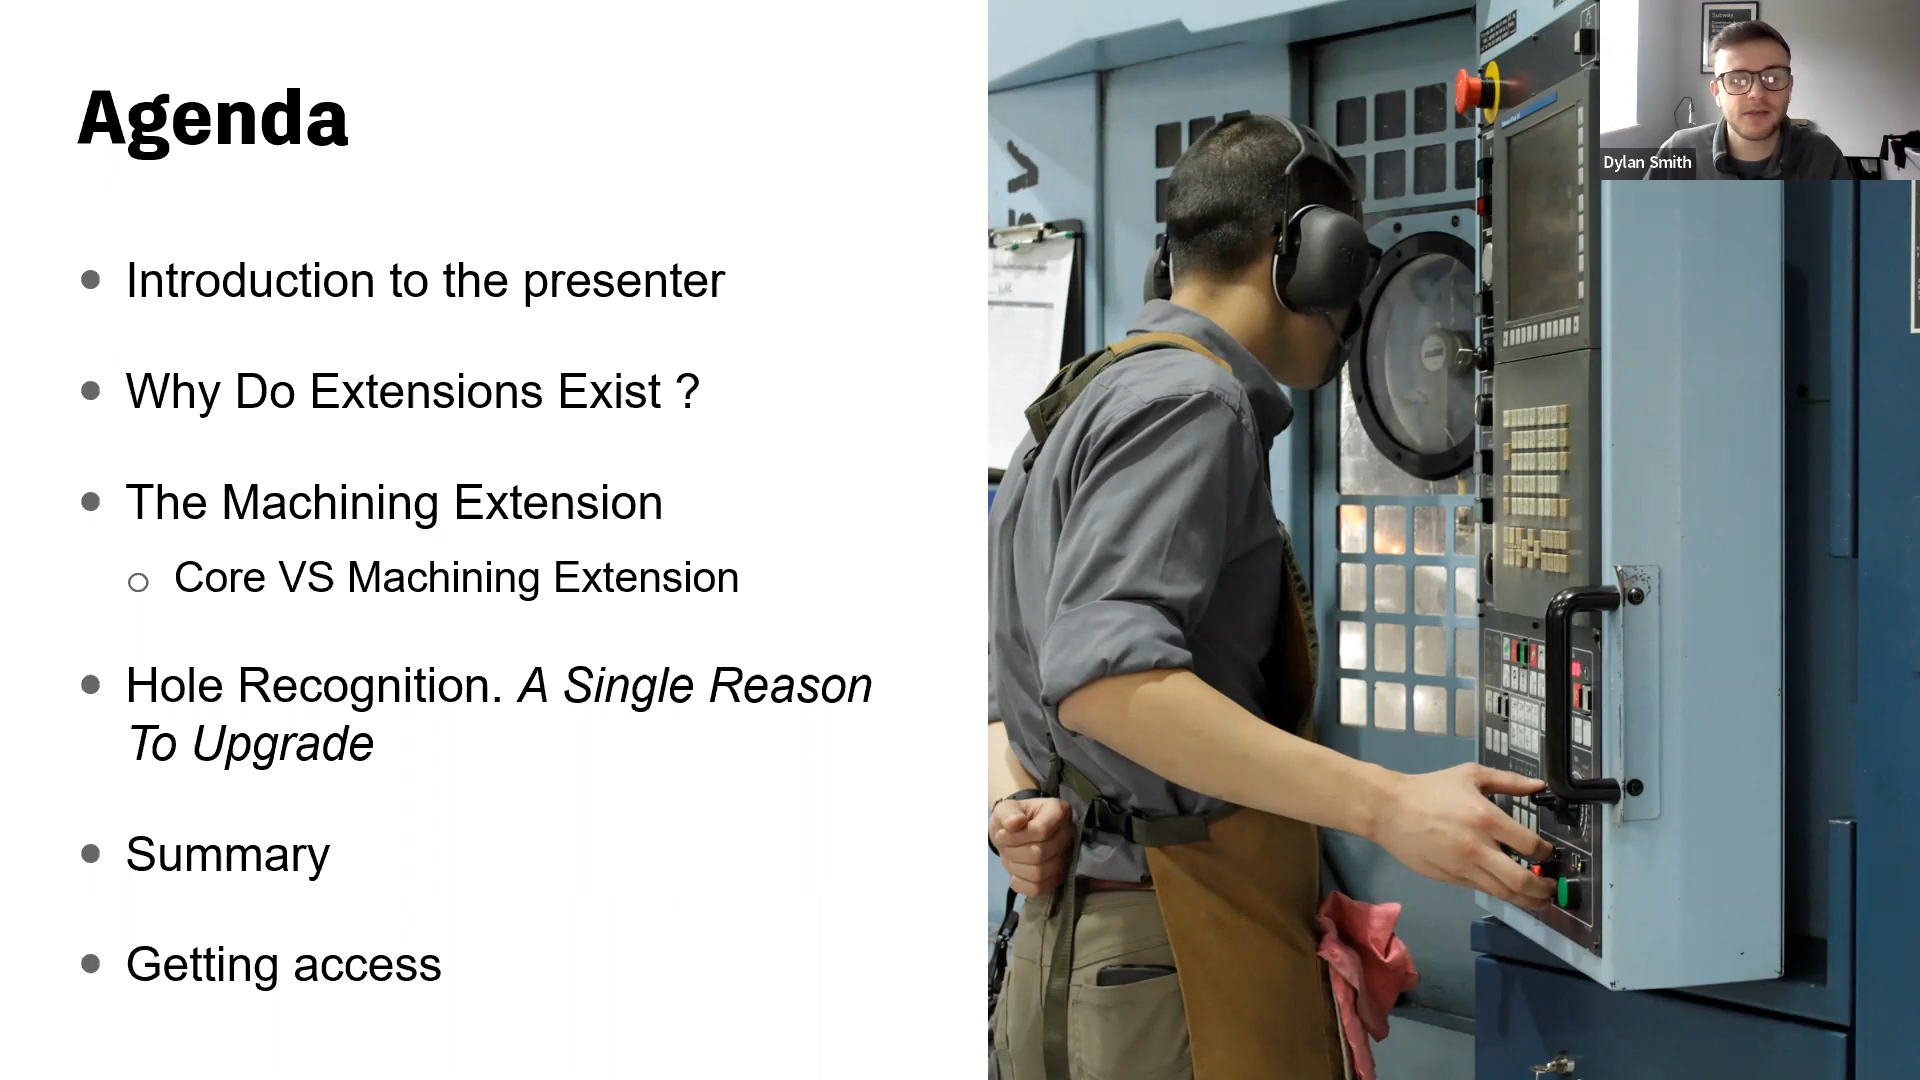 Agenda
Introduction to the presenter
Why Do Extensions Exist ?
The Machining Extension
Core VS Machining Extension
Hole Recognition. A Single Reason
To Upgrade
Summary
Getting access
Subway
Dylan Smith